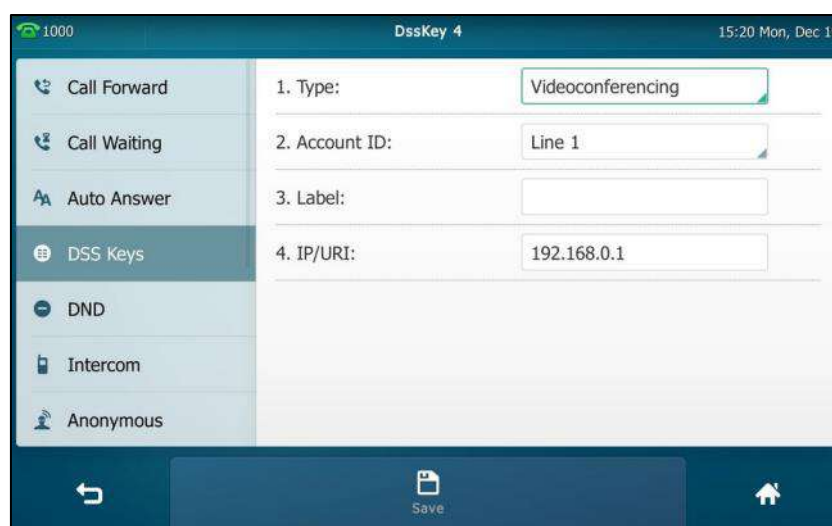 1000 DssKey 4 15:20 Mon, Dec 1
Call Forward
1. Type: Videoconferencing
Call Waiting
2. Account ID: Line 1
Auto Answer
3. Label:
DSS Keys
4. IP/URI: 192.168.0.1
DND
Intercom
Anonymous
Save